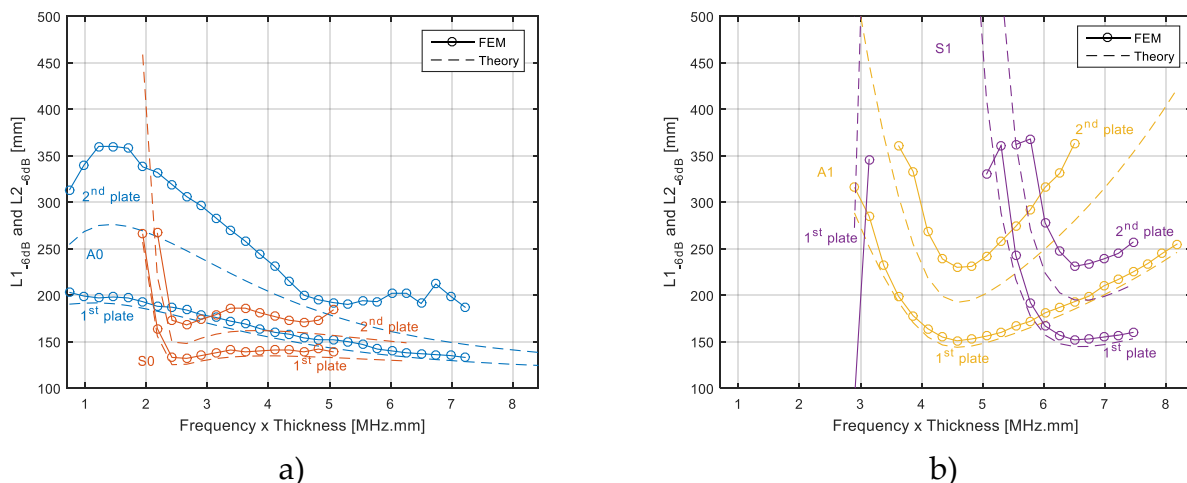 500
450
400
350
300
250
200
150
100
L1-6dB and L2-6dB [mm]
FEM
Theory
2nd plate
A0
1st plate
S0
2nd plate
1st plate
1 2 3 4 5 6 7 8
Frequency x Thickness [MHz.mm]
a)
500
450
400
350
300
250
200
150
100
L1-6dB and L2-6dB [mm]
FEM
Theory
S1
2nd plate
A1
1st plate
2nd plate
1st plate
1st plate
1 2 3 4 5 6 7 8
Frequency x Thickness [MHz.mm]
b)